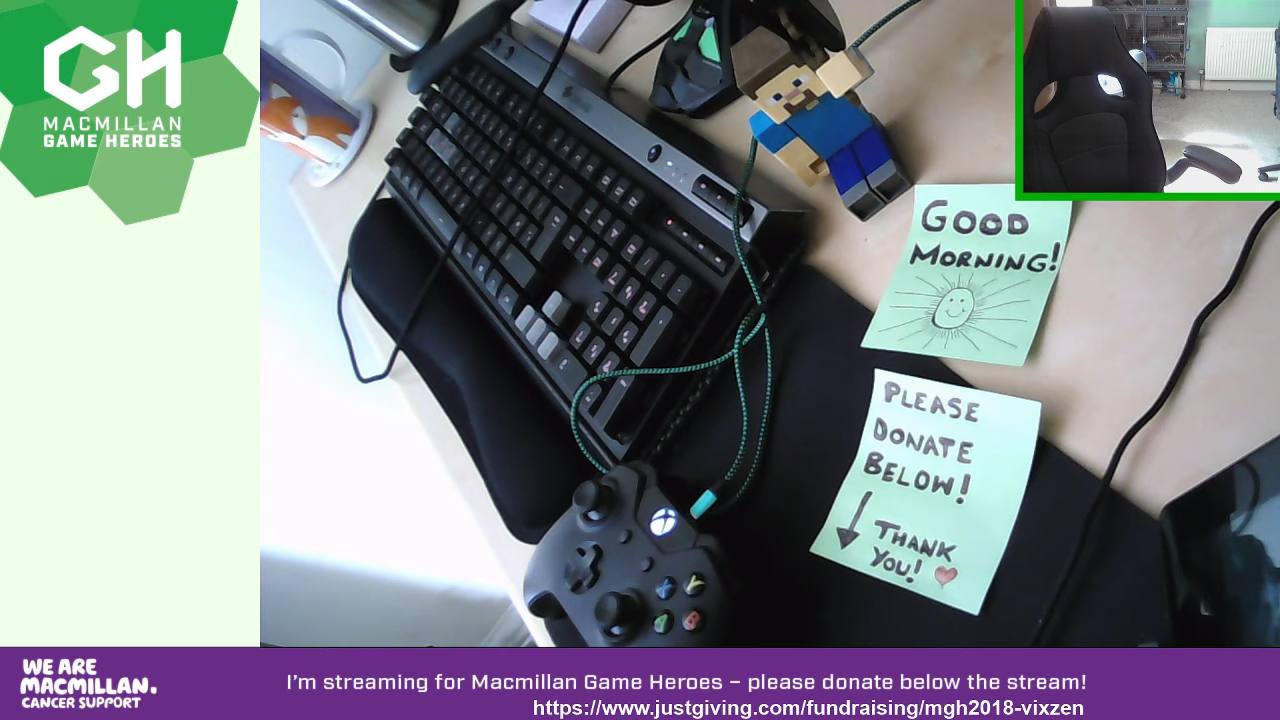 GH
MACMILLAN
GAME HEROES
GOOD
MORNING!
PLEASE
DONATE
BELOW!
THANK
YOU!
X
Y
A
B
WE ARE
MACMILLAN.
CANCER SUPPORT
I'm streaming for Macmillan Game Heroes – please donate below the stream!
https://www.justgiving.com/fundraising/mgh2018-vixzen